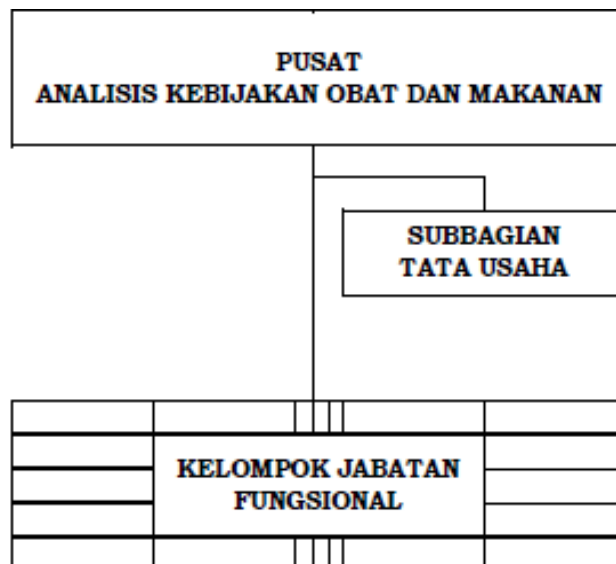 PUSAT
ANALISIS KEBIJAKAN OBAT DAN MAKANAN
SUBBAGIAN
TATA USAHA
KELOMPOK JABATAN
FUNGSIONAL